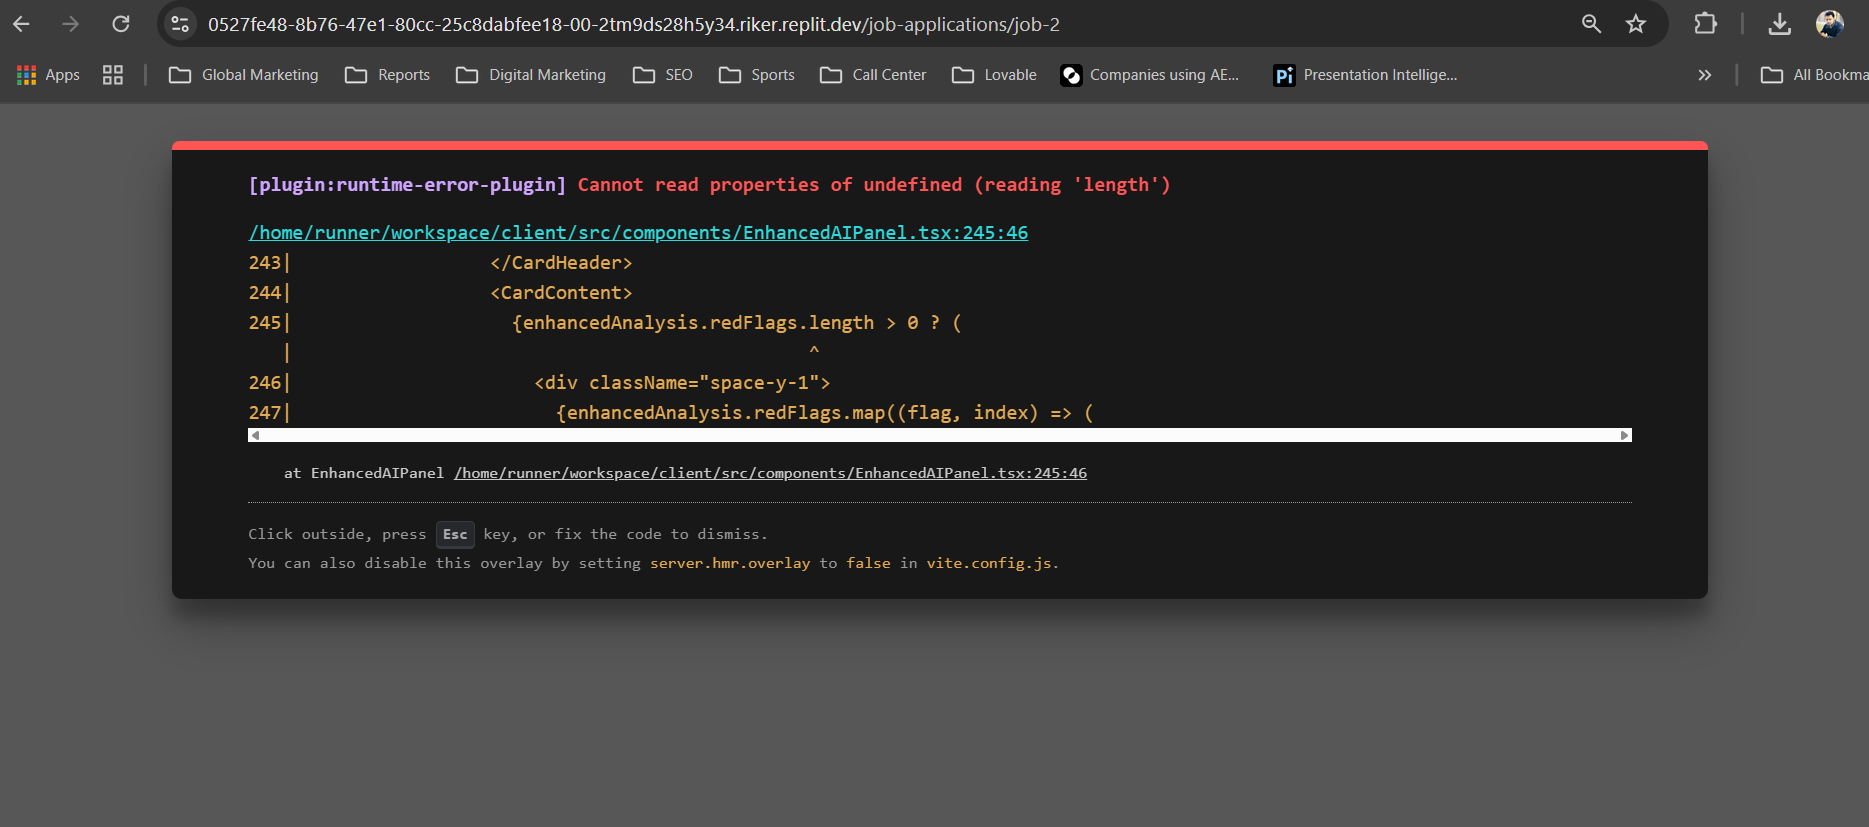 0527fe48-8b76-47e1-80cc-25c8dabfee18-00-2tm9ds28h5y34.riker.replit.dev/job-applications/job-2
Apps Global Marketing Reports Digital Marketing SEO Sports Call Center Lovable Companies using AE... Pi Presentation Intellige... » All Bookma
[plugin:runtime-error-plugin] Cannot read properties of undefined (reading 'length')
/home/runner/workspace/client/src/components/EnhancedAIPanel.tsx:245:46
243|                  </CardHeader>
244|                  <CardContent>
245|                    {enhancedAnalysis.redFlags.length > 0 ? (
   |                                               ^
246|                      <div className="space-y-1">
247|                        {enhancedAnalysis.redFlags.map((flag, index) => (
at EnhancedAIPanel /home/runner/workspace/client/src/components/EnhancedAIPanel.tsx:245:46
Click outside, press Esc key, or fix the code to dismiss.
You can also disable this overlay by setting server.hmr.overlay to false in vite.config.js.